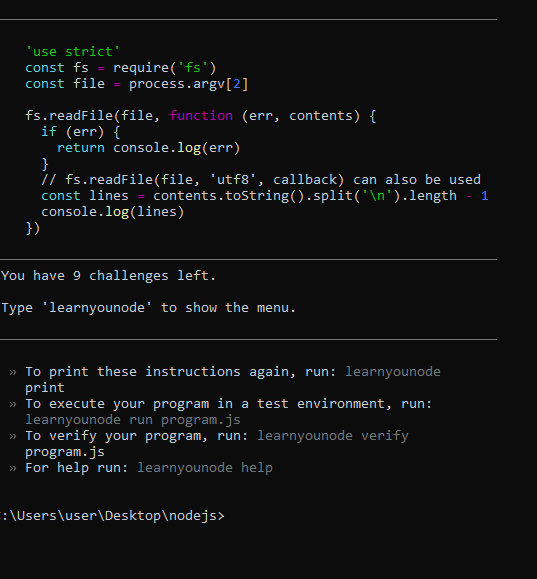 'use strict'
const fs = require('fs')
const file = process.argv[2]

fs.readFile(file, function (err, contents) {
  if (err) {
    return console.log(err)
  }
  // fs.readFile(file, 'utf8', callback) can also be used
  const lines = contents.toString().split('\n').length - 1
  console.log(lines)
})

You have 9 challenges left.

Type 'learnyounode' to show the menu.

» To print these instructions again, run: learnyounode
print
» To execute your program in a test environment, run:
learnyounode run program.js
» To verify your program, run: learnyounode verify
program.js
» For help run: learnyounode help

:\Users\user\Desktop\nodejs>